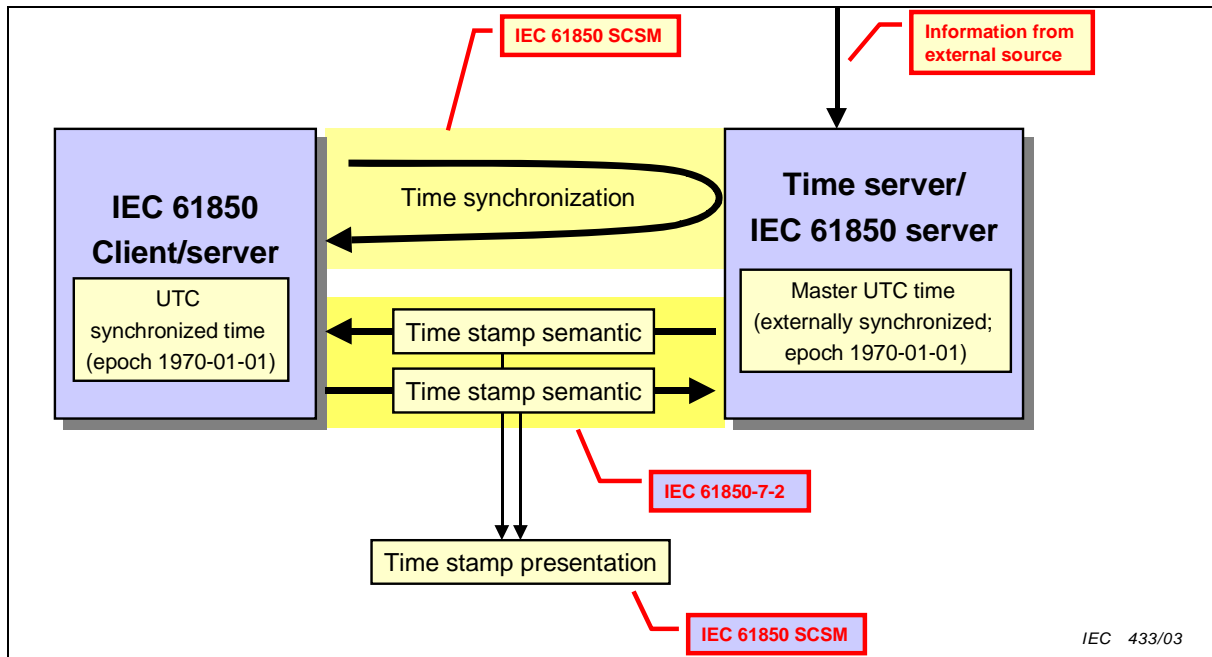 IEC 61850 SCSM
Information from
external source
IEC 61850
Client/server
UTC
synchronized time
(epoch 1970-01-01)
Time synchronization
Time server/
IEC 61850 server
Master UTC time
(externally synchronized;
epoch 1970-01-01)
Time stamp semantic
Time stamp semantic
IEC 61850-7-2
Time stamp presentation
IEC 61850 SCSM
IEC 433/03